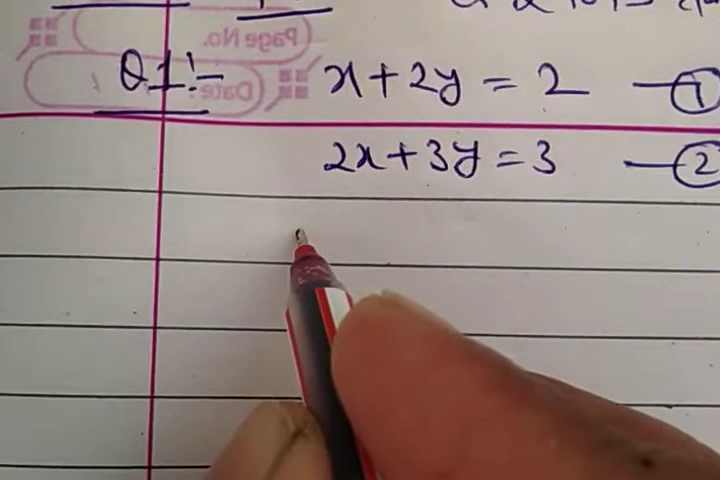 Page No.
Date:
Q1:- x+2y=2 —①
2x+3y=3 —②